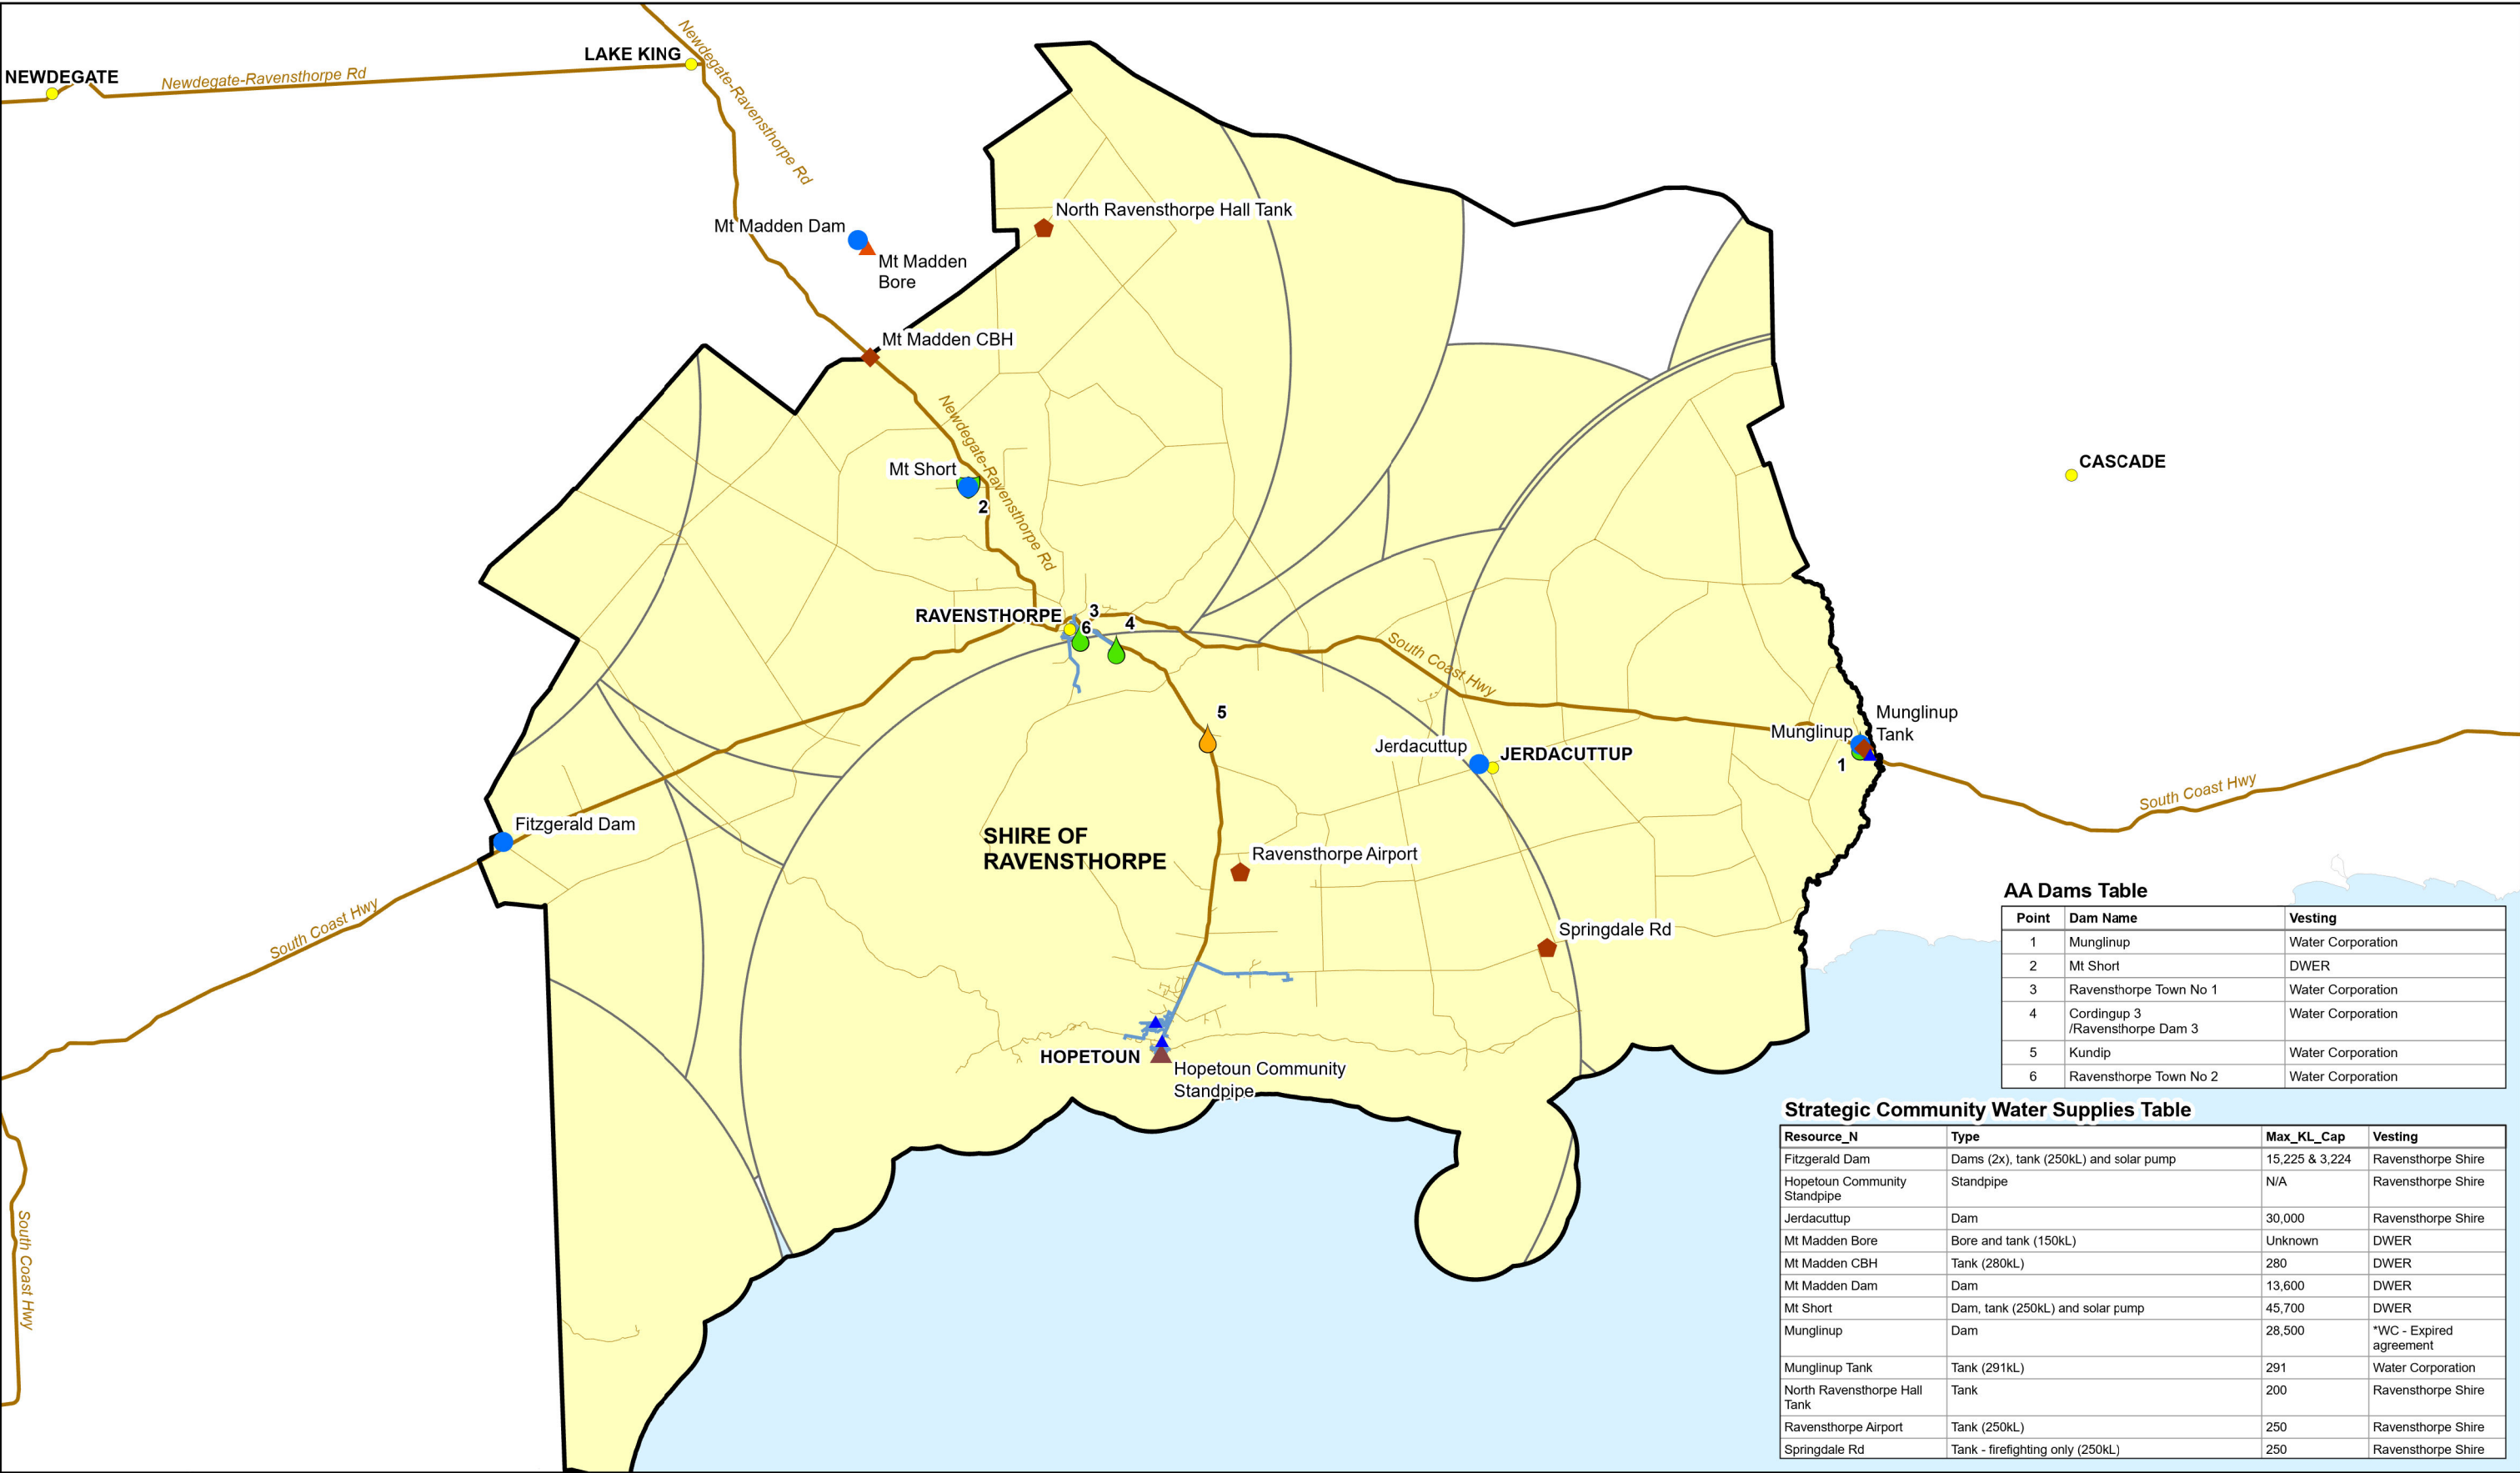 NEWDEGATE
Newdegate-Ravensthorpe Rd
LAKE KING
Newdegate-Ravensthorpe Rd
North Ravensthorpe Hall Tank
Mt Madden Dam
Mt Madden
Bore
Mt Madden CBH
Newdegate-Ravensthorpe Rd
Mt Short
2
CASCADE
RAVENSTHORPE
3
6
4
South Coast Hwy
5
Munglinup
Tank
Munglinup
1
Jerdacuttup
JERDACUTTUP
South Coast Hwy
Fitzgerald Dam
SHIRE OF
RAVENSTHORPE
Ravensthorpe Airport
South Coast Hwy
Springdale Rd
HOPETOUN
Hopetoun Community
Standpipe
South Coast Hwy
AA Dams Table
Point Dam Name Vesting
1 Munglinup Water Corporation
2 Mt Short DWER
3 Ravensthorpe Town No 1 Water Corporation
4 Cordingup 3 Water Corporation
/Ravensthorpe Dam 3
5 Kundip Water Corporation
6 Ravensthorpe Town No 2 Water Corporation
Strategic Community Water Supplies Table
Resource_N Type Max_KL_Cap Vesting
Fitzgerald Dam Dams (2x), tank (250kL) and solar pump 15,225 & 3,224 Ravensthorpe Shire
Hopetoun Community Standpipe N/A Ravensthorpe Shire
Standpipe
Jerdacuttup Dam 30,000 Ravensthorpe Shire
Mt Madden Bore Bore and tank (150kL) Unknown DWER
Mt Madden CBH Tank (280kL) 280 DWER
Mt Madden Dam Dam 13,600 DWER
Mt Short Dam, tank (250kL) and solar pump 45,700 DWER
Munglinup Dam 28,500 *WC - Expired
agreement
Munglinup Tank Tank (291kL) 291 Water Corporation
North Ravensthorpe Hall Tank 200 Ravensthorpe Shire
Tank
Ravensthorpe Airport Tank (250kL) 250 Ravensthorpe Shire
Springdale Rd Tank - firefighting only (250kL) 250 Ravensthorpe Shire